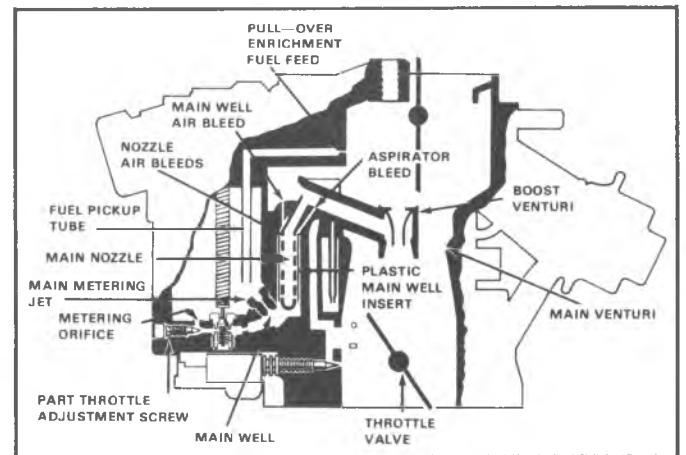 PULL—OVER
ENRICHMENT
FUEL FEED
MAIN WELL
AIR BLEED
NOZZLE
AIR BLEEDS
ASPIRATOR
BLEED
FUEL PICKUP
TUBE
BOOST
VENTURI
MAIN NOZZLE
PLASTIC
MAIN WELL
INSERT
MAIN METERING
JET
MAIN VENTURI
METERING
ORIFICE
PART THROTTLE
ADJUSTMENT SCREW
MAIN WELL
THROTTLE
VALVE